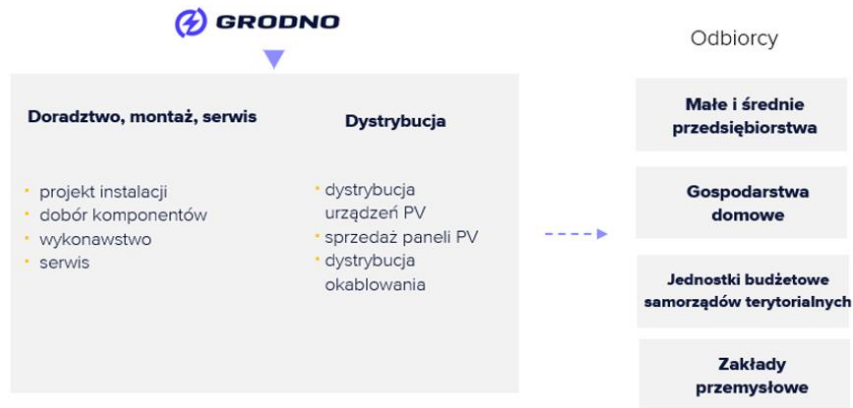 GRODNO
Doradztwo, montaż, serwis
projekt instalacji
dobór komponentów
wykonawstwo
serwis
Dystrybucja
dystrybucja
urządzeń PV
sprzedaż paneli PV
dystrybucja
okablowania
Odbiorcy
Małe i średnie
przedsiębiorstwa
Gospodarstwa
domowe
Jednostki budżetowe
samorządów terytorialnych
Zakłady
przemysłowe